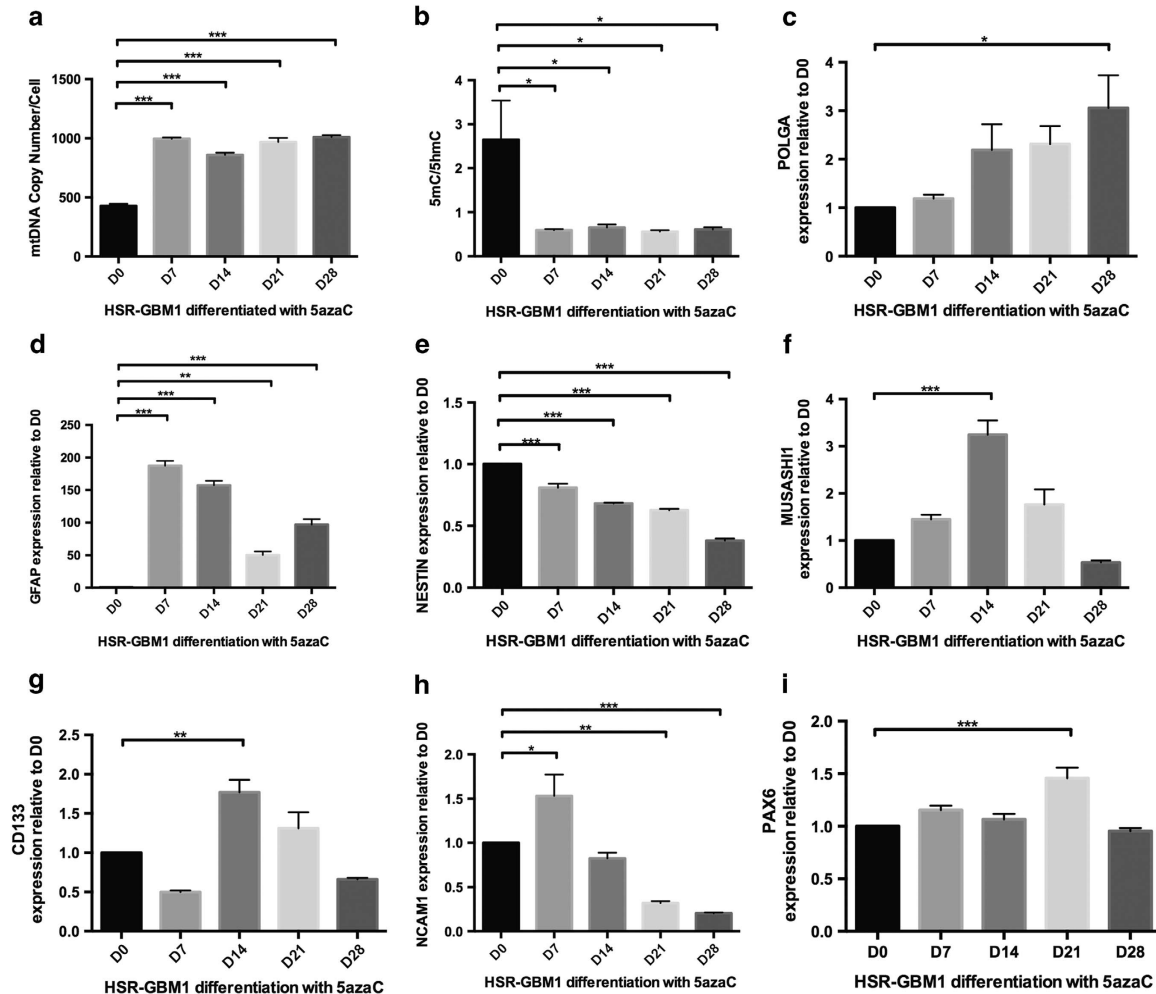 a
***
***
***
***
1500
1000
500
0
mtDNA Copy Number/Cell
D0 D7 D14 D21 D28
HSR-GBM1 differentiated with 5azaC
b
*
*
*
*
4
3
2
1
0
5mC/5hmC
D0 D7 D14 D21 D28
HSR-GBM1 differentiation with 5azaC
c
*
4
3
2
1
0
POLGA
expression relative to D0
D0 D7 D14 D21 D28
HSR-GBM1 differentiation with 5azaC
d
***
**
***
***
250
200
150
100
50
0
GFAP expression relative to D0
D0 D7 D14 D21 D28
HSR-GBM1 differentiation with 5azaC
e
***
***
***
***
1.5
1.0
0.5
0.0
NESTIN expression relative to D0
D0 D7 D14 D21 D28
HSR-GBM1 differentiation with 5azaC
f
***
4
3
2
1
0
MUSASHI1
expression relative to D0
D0 D7 D14 D21 D28
HSR-GBM1 differentiation with 5azaC
g
**
2.5
2.0
1.5
1.0
0.5
0.0
CD133
expression relative to D0
D0 D7 D14 D21 D28
HSR-GBM1 differentiation with 5azaC
h
***
**
*
2.0
1.5
1.0
0.5
0.0
NCAM1 expression relative to D0
D0 D7 D14 D21 D28
HSR-GBM1 differentiation with 5azaC
i
***
2.0
1.5
1.0
0.5
0.0
PAX6
expression relative to D0
D0 D7 D14 D21 D28
HSR-GBM1 differentiation with 5azaC